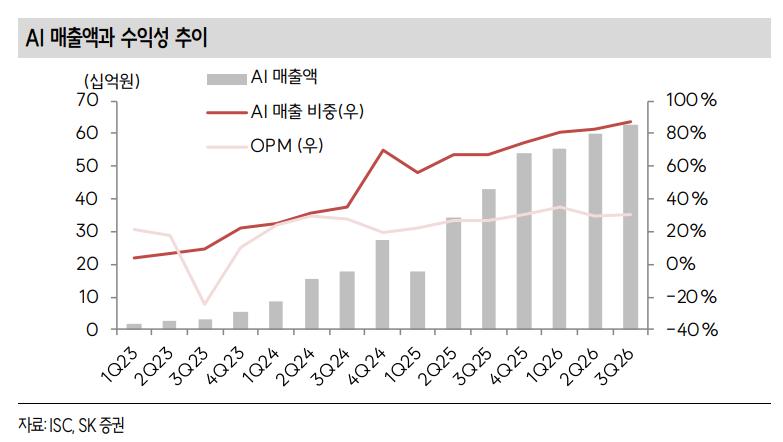 AI 매출액과 수익성 추이
(십억원)
AI 매출액
AI 매출 비중(우)
OPM (우)
70
60
50
40
30
20
10
0
100%
80%
60%
40%
20%
0%
-20%
-40%
1Q23
2Q23
3Q23
4Q23
1Q24
2Q24
3Q24
4Q24
1Q25
2Q25
3Q25
4Q25
1Q26
2Q26
3Q26
자료: ISC, SK 증권